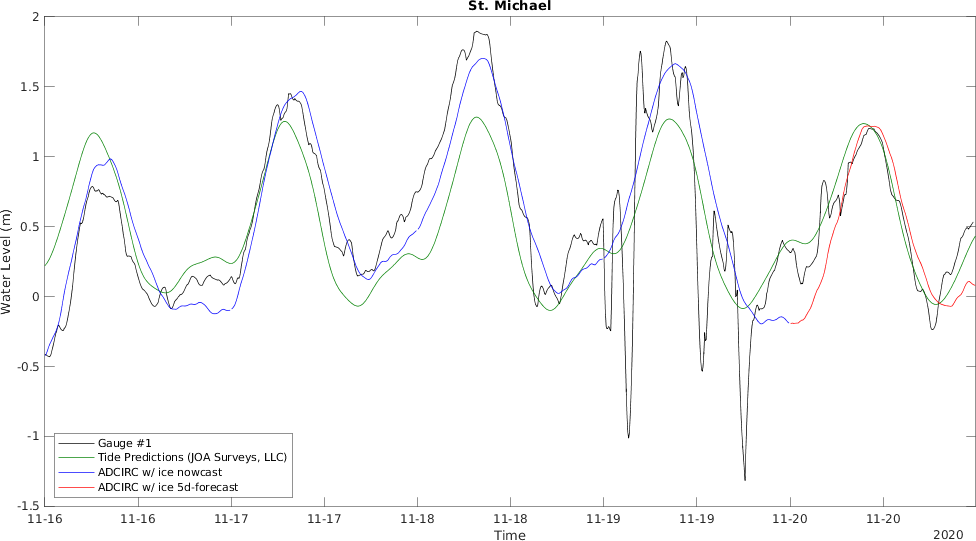 St. Michael
2
1.5
1
0.5
0
-0.5
-1
-1.5
Water Level (m)
Gauge #1
Tide Predictions (JOA Surveys, LLC)
ADCIRC w/ ice nowcast
ADCIRC w/ ice 5d-forecast
11-16 11-16 11-17 11-17 11-18 11-18 11-19 11-19 11-20 11-20
Time
2020